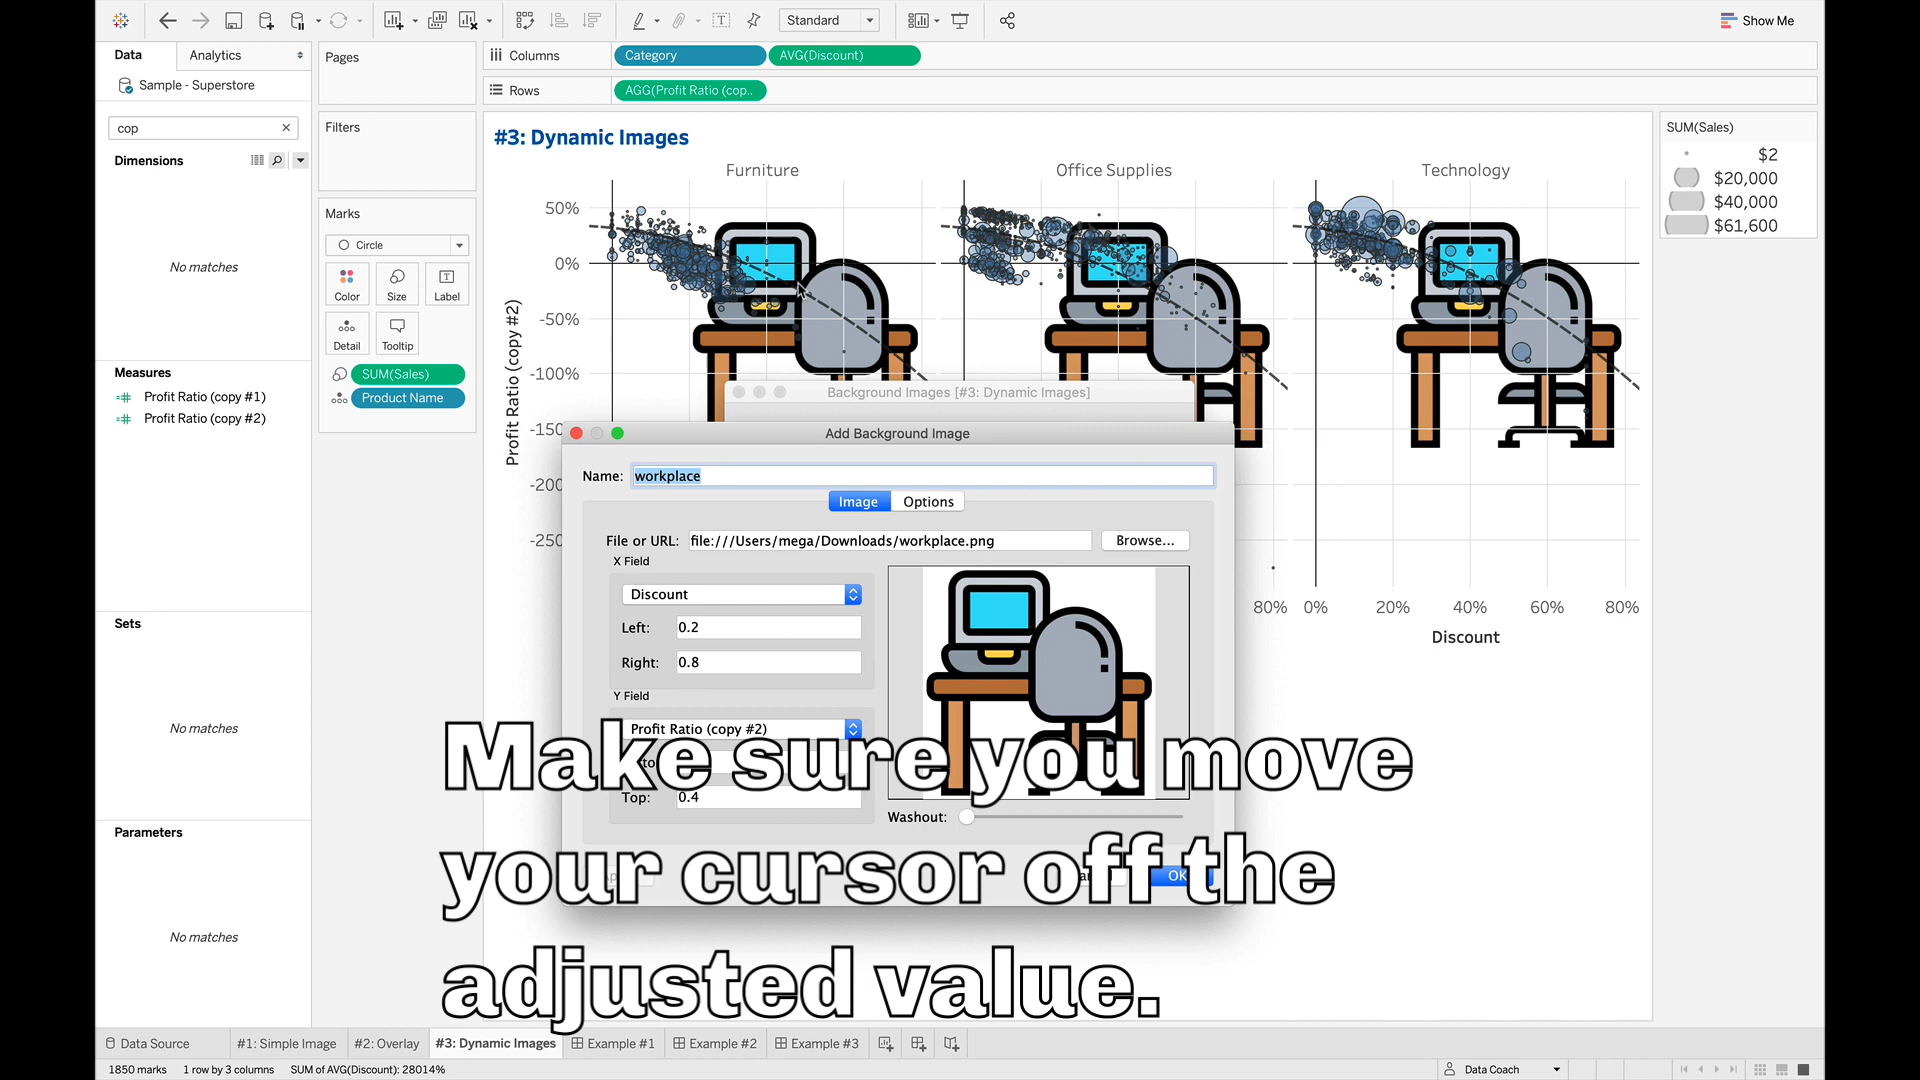 Standard
Show Me
Data
Analytics
Pages
Columns
Category
AVG(Discount)
Sample - Superstore
Rows
AGG(Profit Ratio (cop..
cop
Filters
#3: Dynamic Images
SUM(Sales)
$2
$20,000
$40,000
$61,600
Dimensions
Furniture
Office Supplies
Technology
No matches
Marks
Circle
Color
Size
Label
Detail
Tooltip
SUM(Sales)
Product Name
50%
0%
-50%
-100%
-150
-200
-250
Profit Ratio (copy #2)
Measures
Profit Ratio (copy #1)
Profit Ratio (copy #2)
Background Images [#3: Dynamic Images]
Add Background Image
Name:
workplace
Image
Options
File or URL:
file:///Users/mega/Downloads/workplace.png
Browse...
X Field
Discount
Left:
0.2
Right:
0.8
Y Field
Profit Ratio (copy #2)
Top:
0.4
Washout:
OK
80%
0%
20%
40%
60%
80%
Discount
Sets
No matches
Parameters
No matches
Make sure you move
your cursor off the
adjusted value.
Data Source
#1: Simple Image
#2: Overlay
#3: Dynamic Images
Example #1
Example #2
Example #3
1850 marks
1 row by 3 columns
SUM of AVG(Discount): 28014%
Data Coach